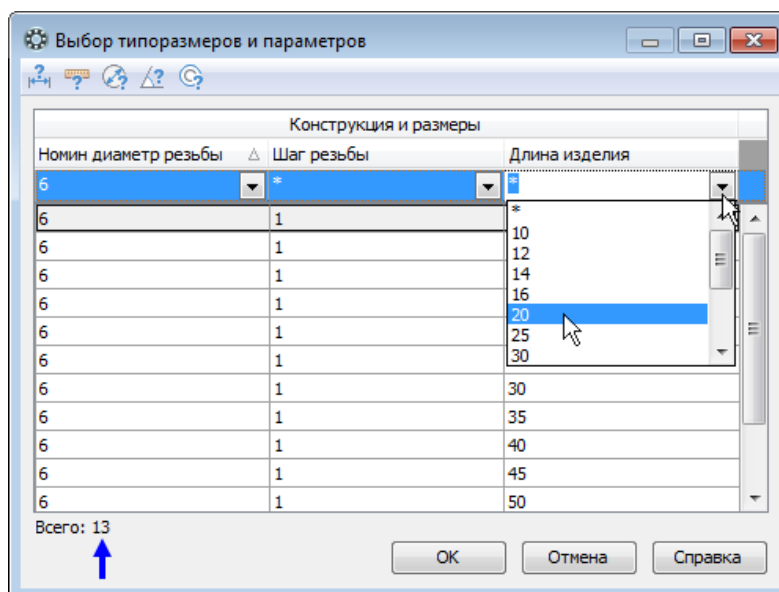 Выбор типоразмеров и параметров
Конструкция и размеры
Номин диаметр резьбы Шаг резьбы Длина изделия
6 * *
6 1 *
6 1 10
6 1 12
6 1 14
6 1 16
6 1 20
6 1 25
30
6 1 30
6 1 35
6 1 40
6 1 45
6 1 50
Всего: 13
ОК Отмена Справка